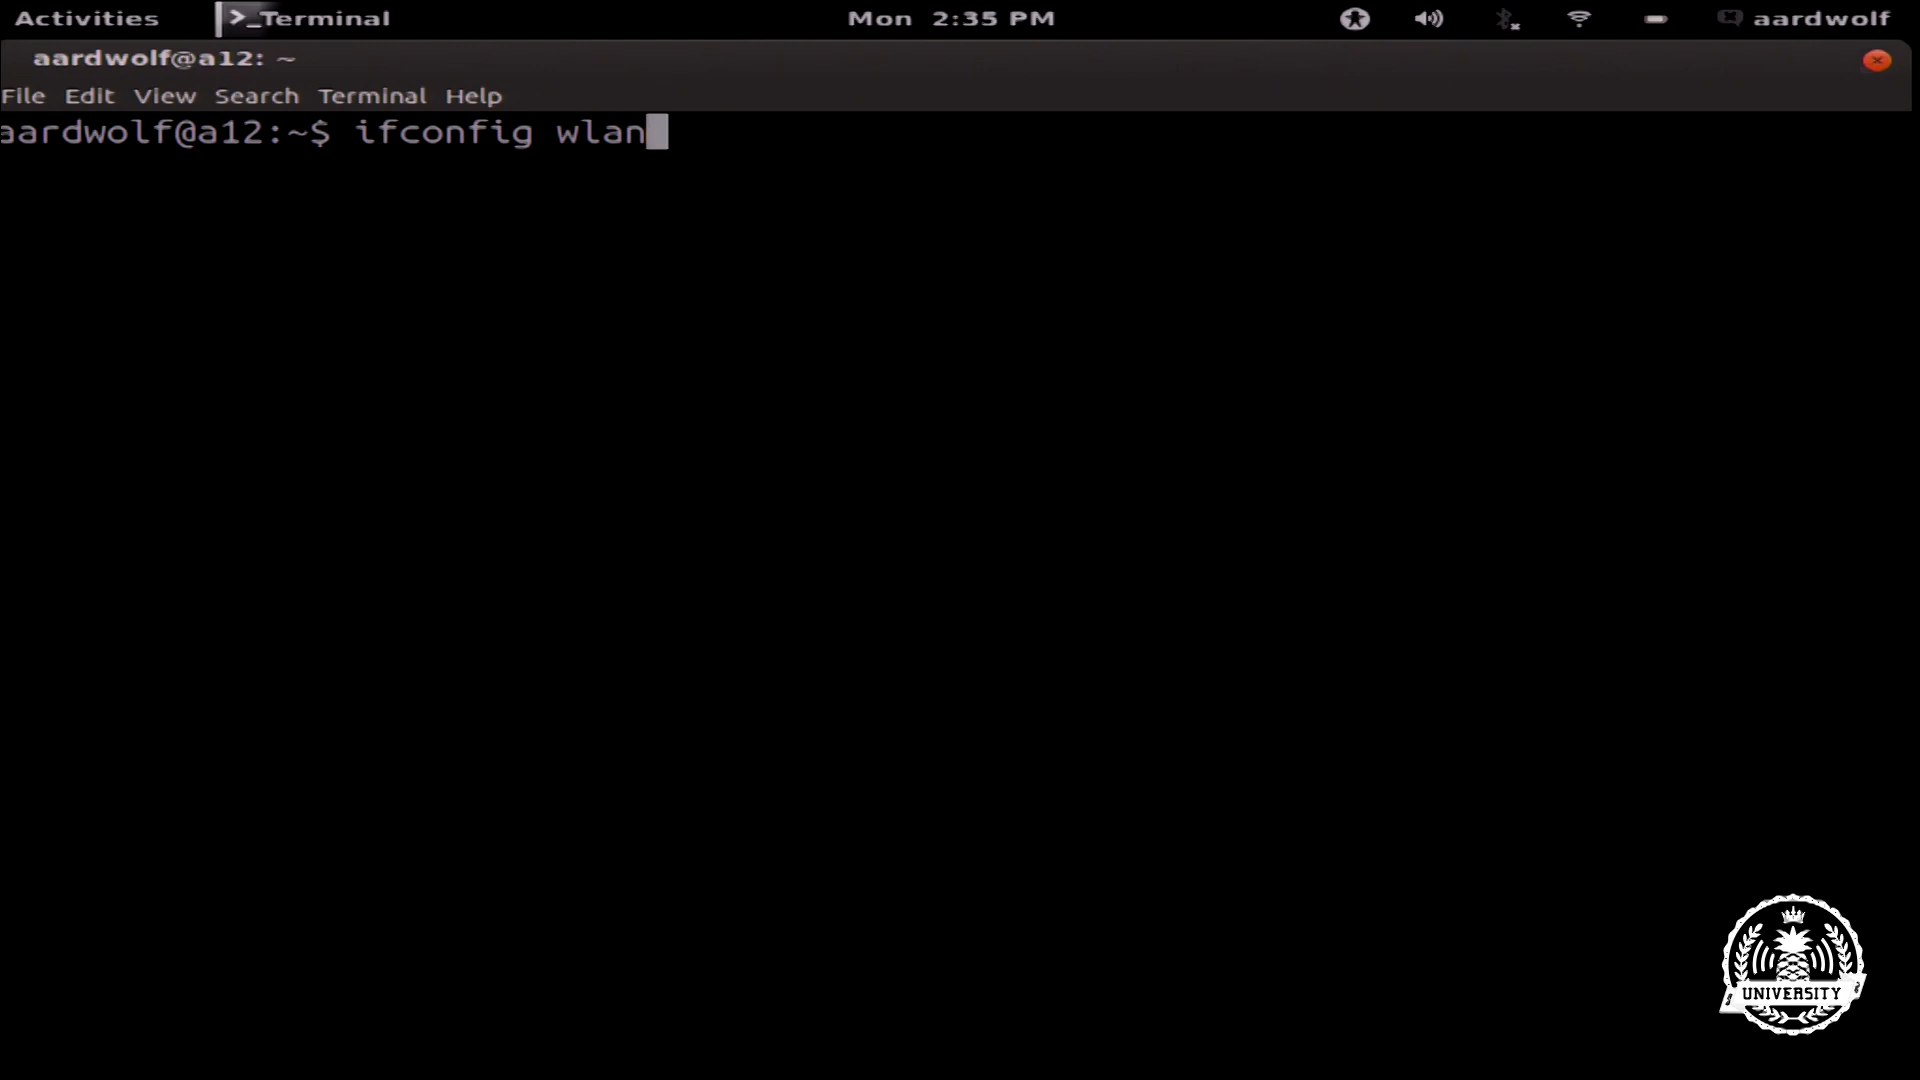 Activities >_Terminal Mon 2:35 PM aardwolf
aardwolf@a12: ~
File Edit View Search Terminal Help
aardwolf@a12:~$ ifconfig wlan
UNIVERSITY